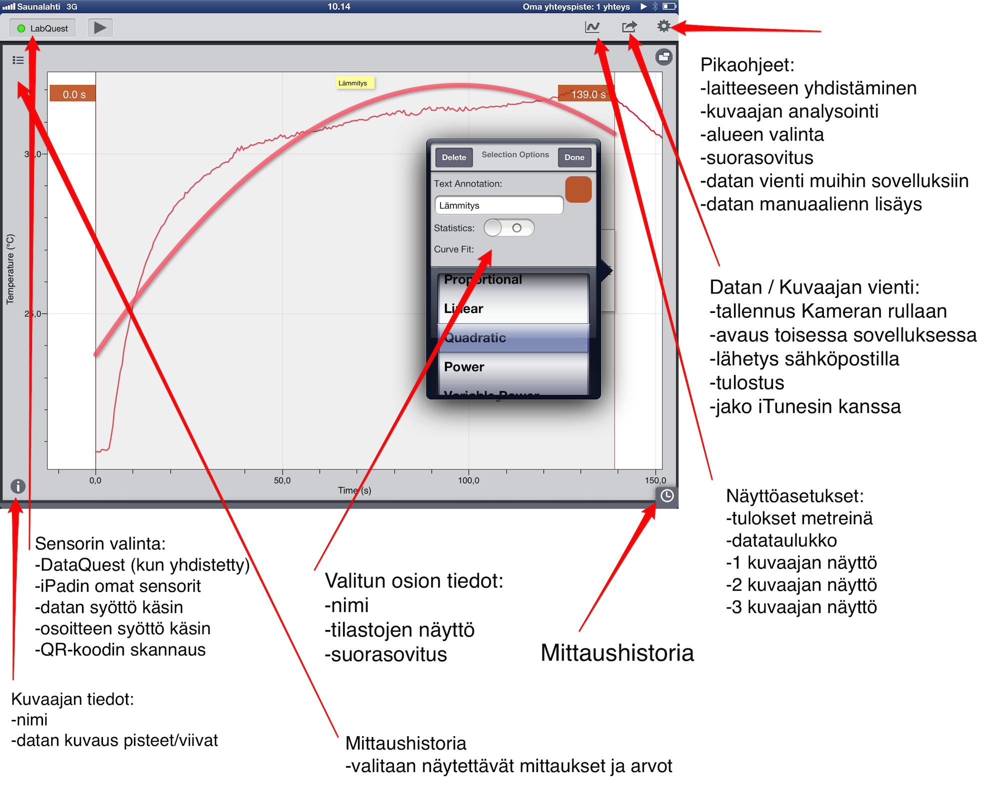 Saunalahti 3G 10.14 Oma yhteyspiste: 1 yhteys
LabQuest
Lämmitys
0.0 s
139.0 s
Temperature (°C)
25,0
0,0 50,0 100,0 150,0
Time (s)
Delete Selection Options Done
Text Annotation:
Lämmitys
Statistics:
Curve Fit:
Proportional
Linear
Quadratic
Power
Variable Power
Pikaohjeet:
-laitteeseen yhdistäminen
-kuvaajan analysointi
-alueen valinta
-suorasovitus
-datan vienti muihin sovelluksiin
-datan manuaalienn lisäys
Datan / Kuvaajan vienti:
-tallennus Kameran rullaan
-avaus toisessa sovelluksessa
-lähetys sähköpostilla
-tulostus
-jako iTunesin kanssa
Näyttöasetukset:
-tulokset metreinä
-datataulukko
-1 kuvaajan näyttö
-2 kuvaajan näyttö
-3 kuvaajan näyttö
Sensorin valinta:
-DataQuest (kun yhdistetty)
-iPadin omat sensorit
-datan syöttö käsin
-osoitteen syöttö käsin
-QR-koodin skannaus
Valitun osion tiedot:
-nimi
-tilastojen näyttö
-suorasovitus
Mittaushistoria
Kuvaajan tiedot:
-nimi
-datan kuvaus pisteet/viivat
Mittaushistoria
-valitaan näytettävät mittaukset ja arvot